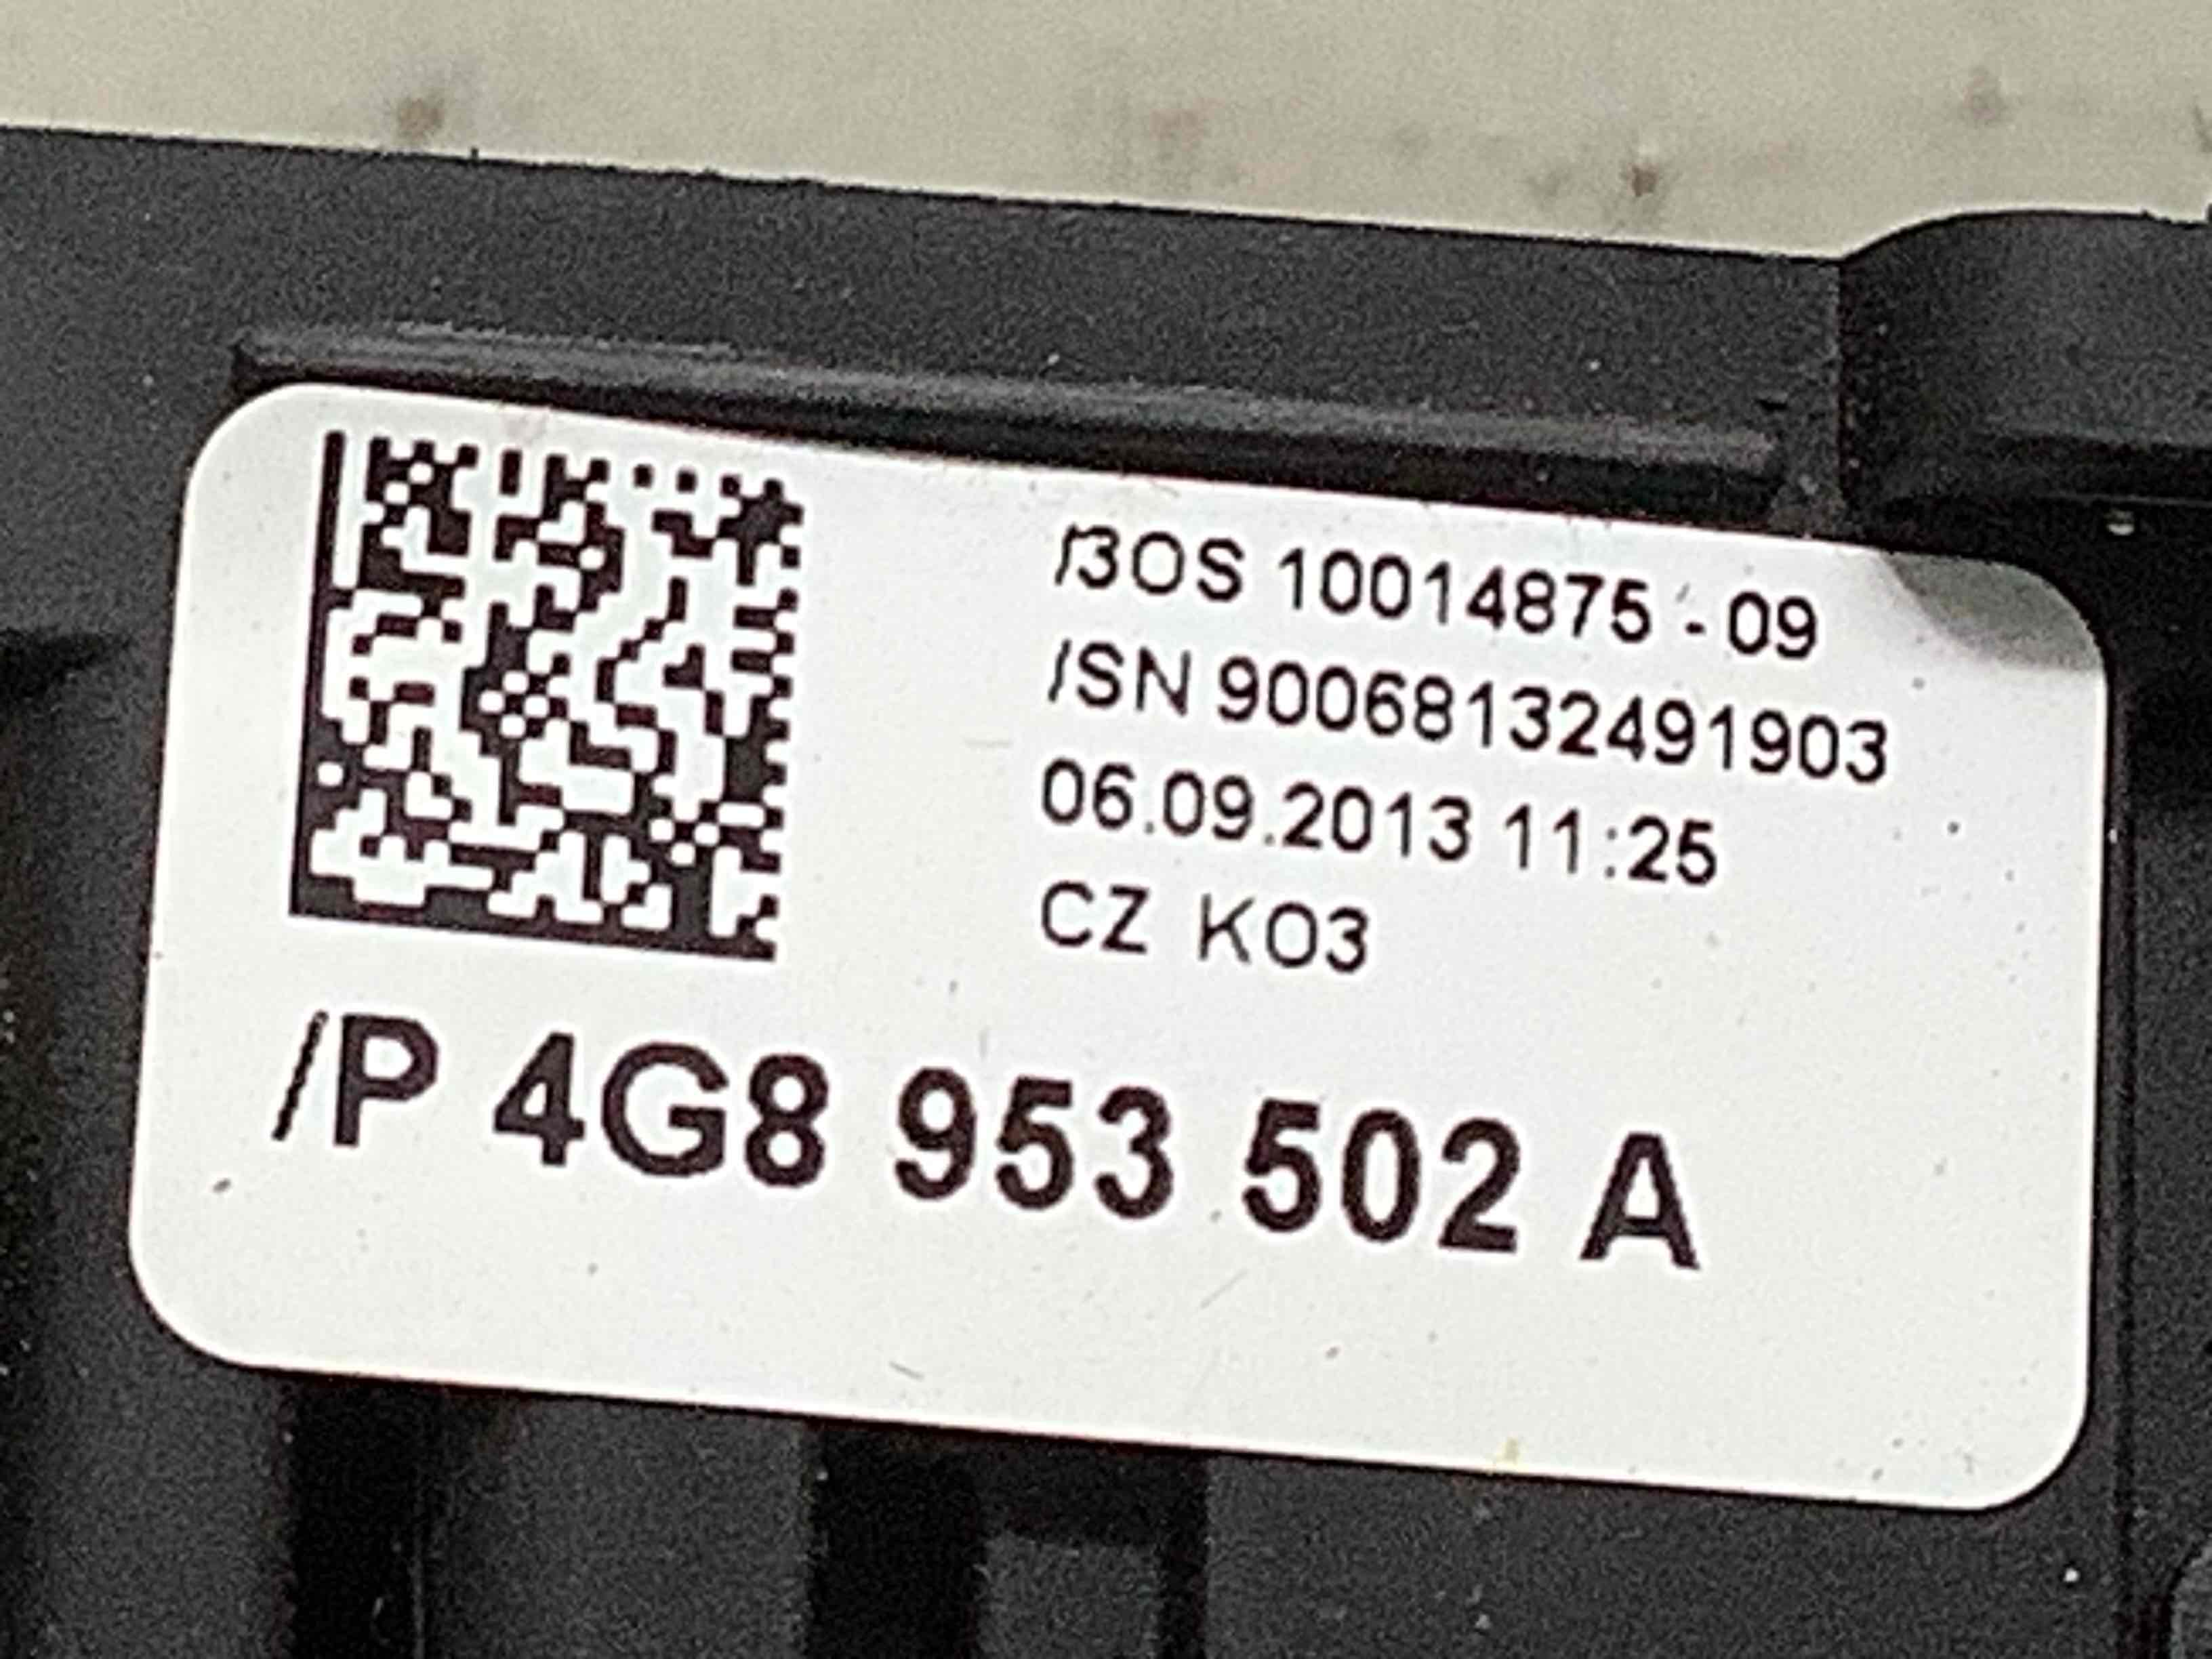 /3OS 10014875 - 09
/SN 90068132491903
06.09.2013 11:25
CZ KO3
/P 4G8 953 502 A